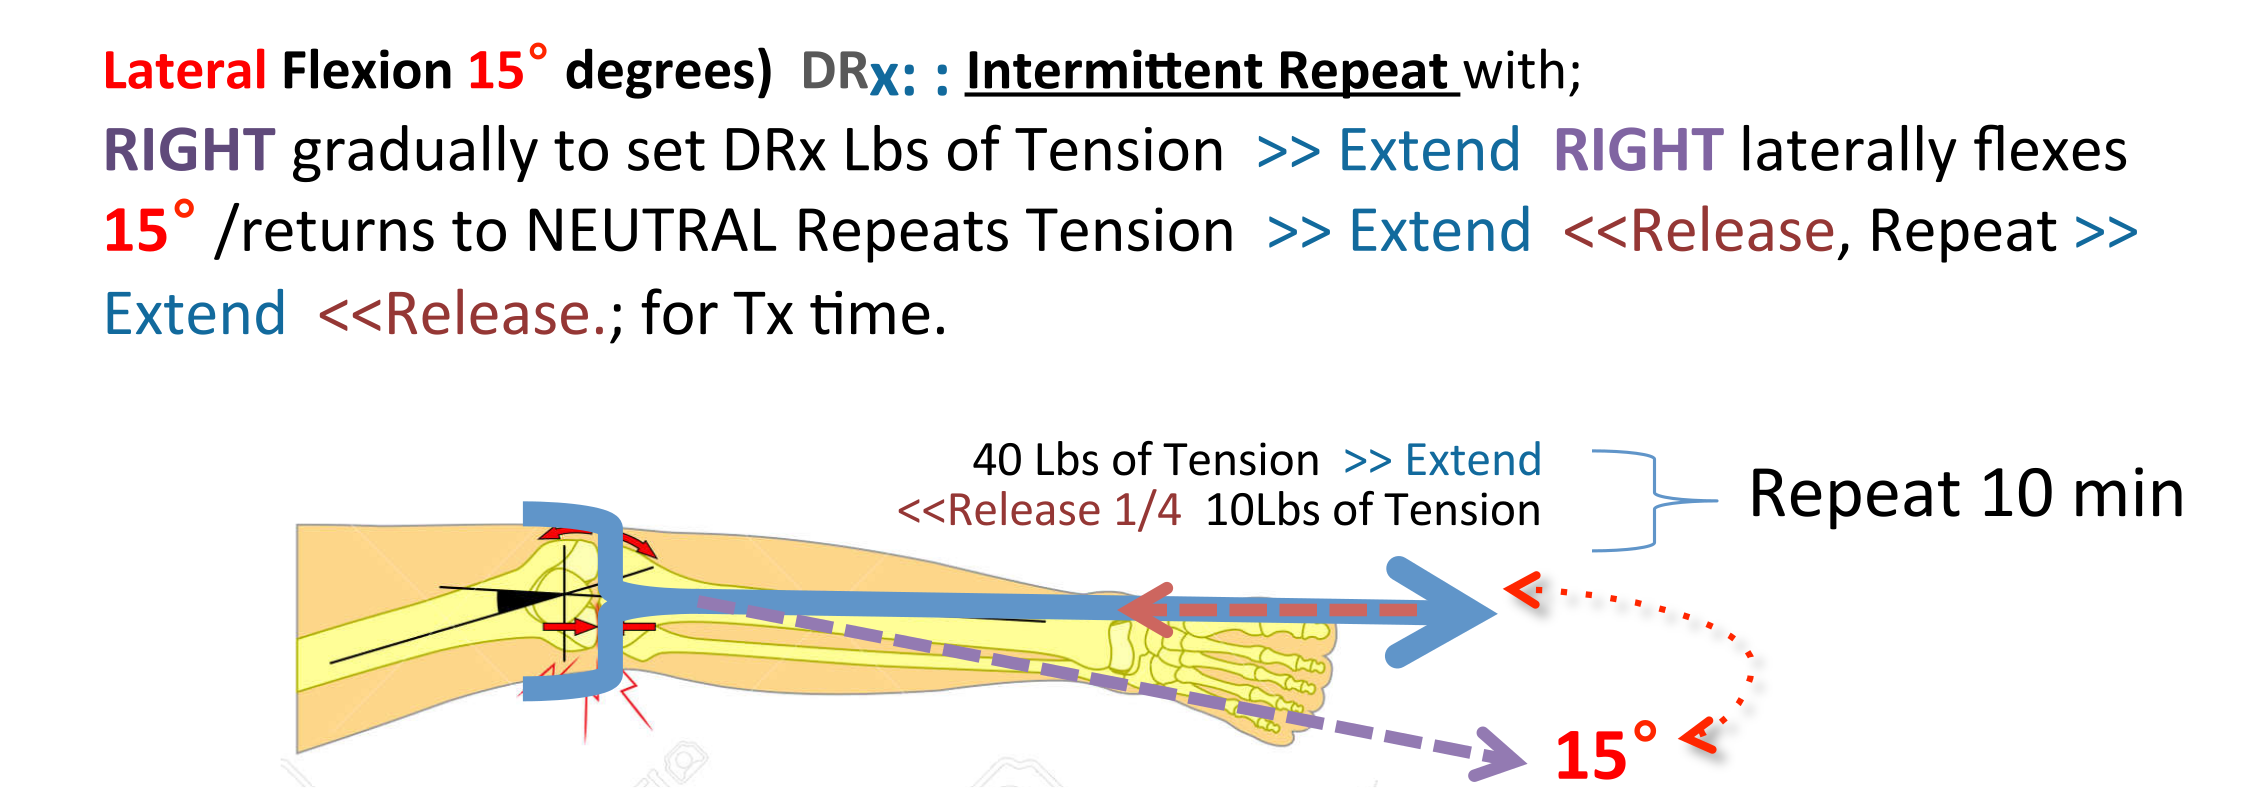 Lateral Flexion 15° degrees)  DRx: : Intermittent Repeat with;
RIGHT gradually to set DRx Lbs of Tension  >> Extend  RIGHT laterally flexes
15° /returns to NEUTRAL Repeats Tension  >> Extend  <<Release, Repeat >>
Extend  <<Release.; for Tx time.
40 Lbs of Tension  >> Extend
<<Release 1/4  10Lbs of Tension
Repeat 10 min
15°